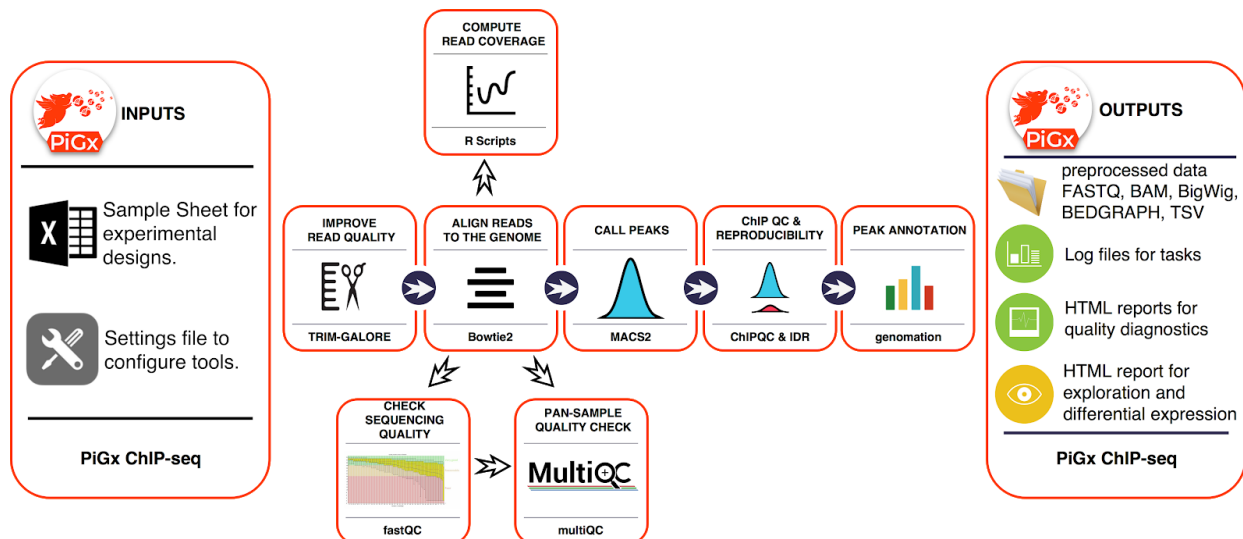 PiGx
INPUTS
X
Sample Sheet for
experimental
designs.
Settings file to
configure tools.
PiGx ChIP-seq
COMPUTE
READ COVERAGE
R Scripts
IMPROVE
READ QUALITY
TRIM-GALORE
ALIGN READS
TO THE GENOME
Bowtie2
CALL PEAKS
MACS2
ChIP QC &
REPRODUCIBILITY
ChIPQC & IDR
PEAK ANNOTATION
genomation
CHECK
SEQUENCING
QUALITY
fastQC
PAN-SAMPLE
QUALITY CHECK
MultiQC
multiQC
PiGx
OUTPUTS
preprocessed data
FASTQ, BAM, BigWig,
BEDGRAPH, TSV
Log files for tasks
HTML reports for
quality diagnostics
HTML report for
exploration and
differential expression
PiGx ChIP-seq